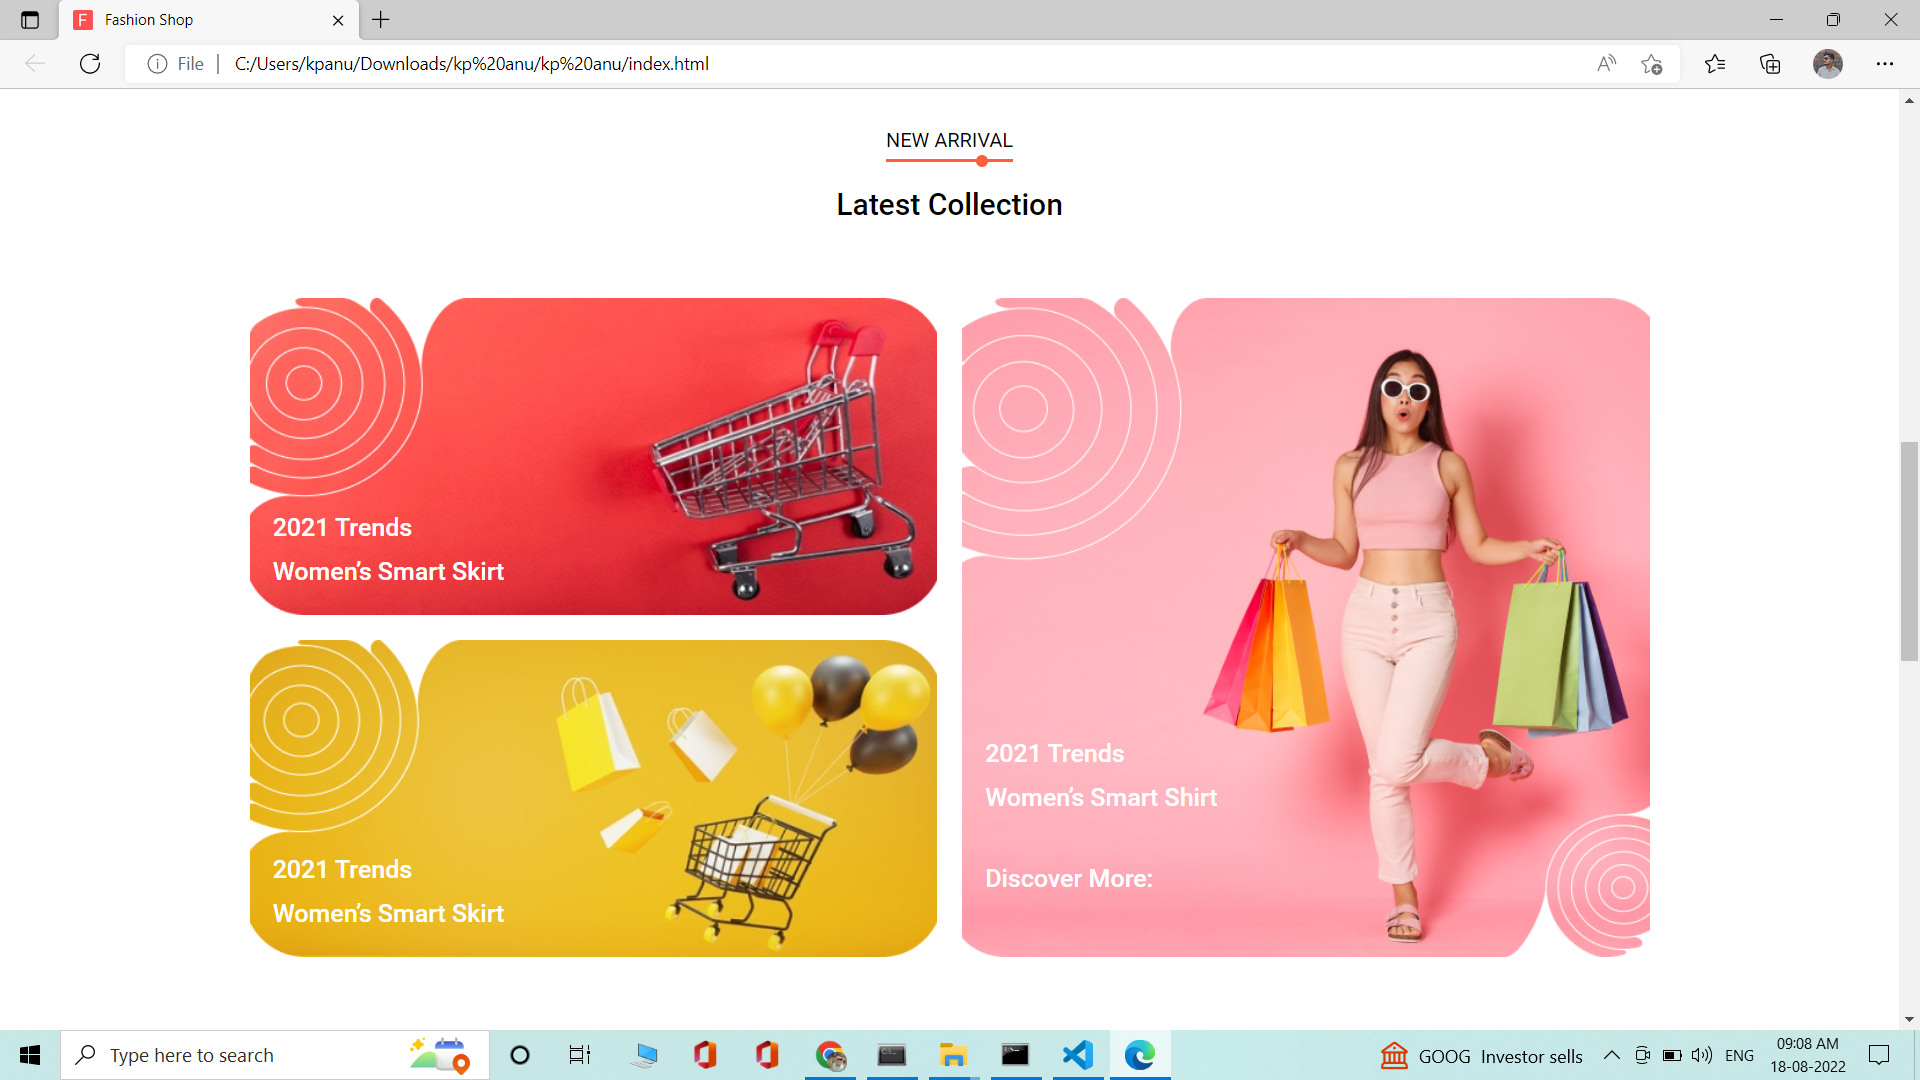 F Fashion Shop
File
C:/Users/kpanu/Downloads/kp%20anu/kp%20anu/index.html
NEW ARRIVAL
Latest Collection
2021 Trends
Women’s Smart Skirt
2021 Trends
Women’s Smart Skirt
2021 Trends
Women’s Smart Shirt
Discover More:
Type here to search
GOOG Investor sells
ENG
09:08 AM
18-08-2022